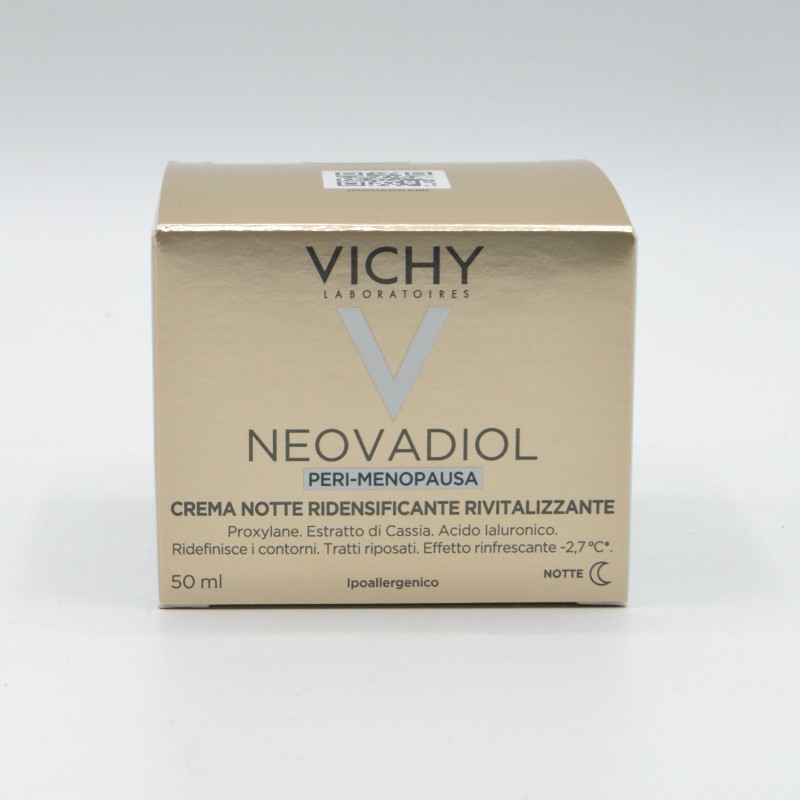 VICHY
LABORATOIRES
NEOVADIOL
PERI-MENOPAUSA
CREMA NOTTE RIDENSIFICANTE RIVITALIZZANTE
Proxylane. Estratto di Cassia. Acido Ialuronico.
Ridefinisce i contorni. Tratti riposati. Effetto rinfrescante -2,7 °C*.
50 ml
Ipoallergenico
NOTTE